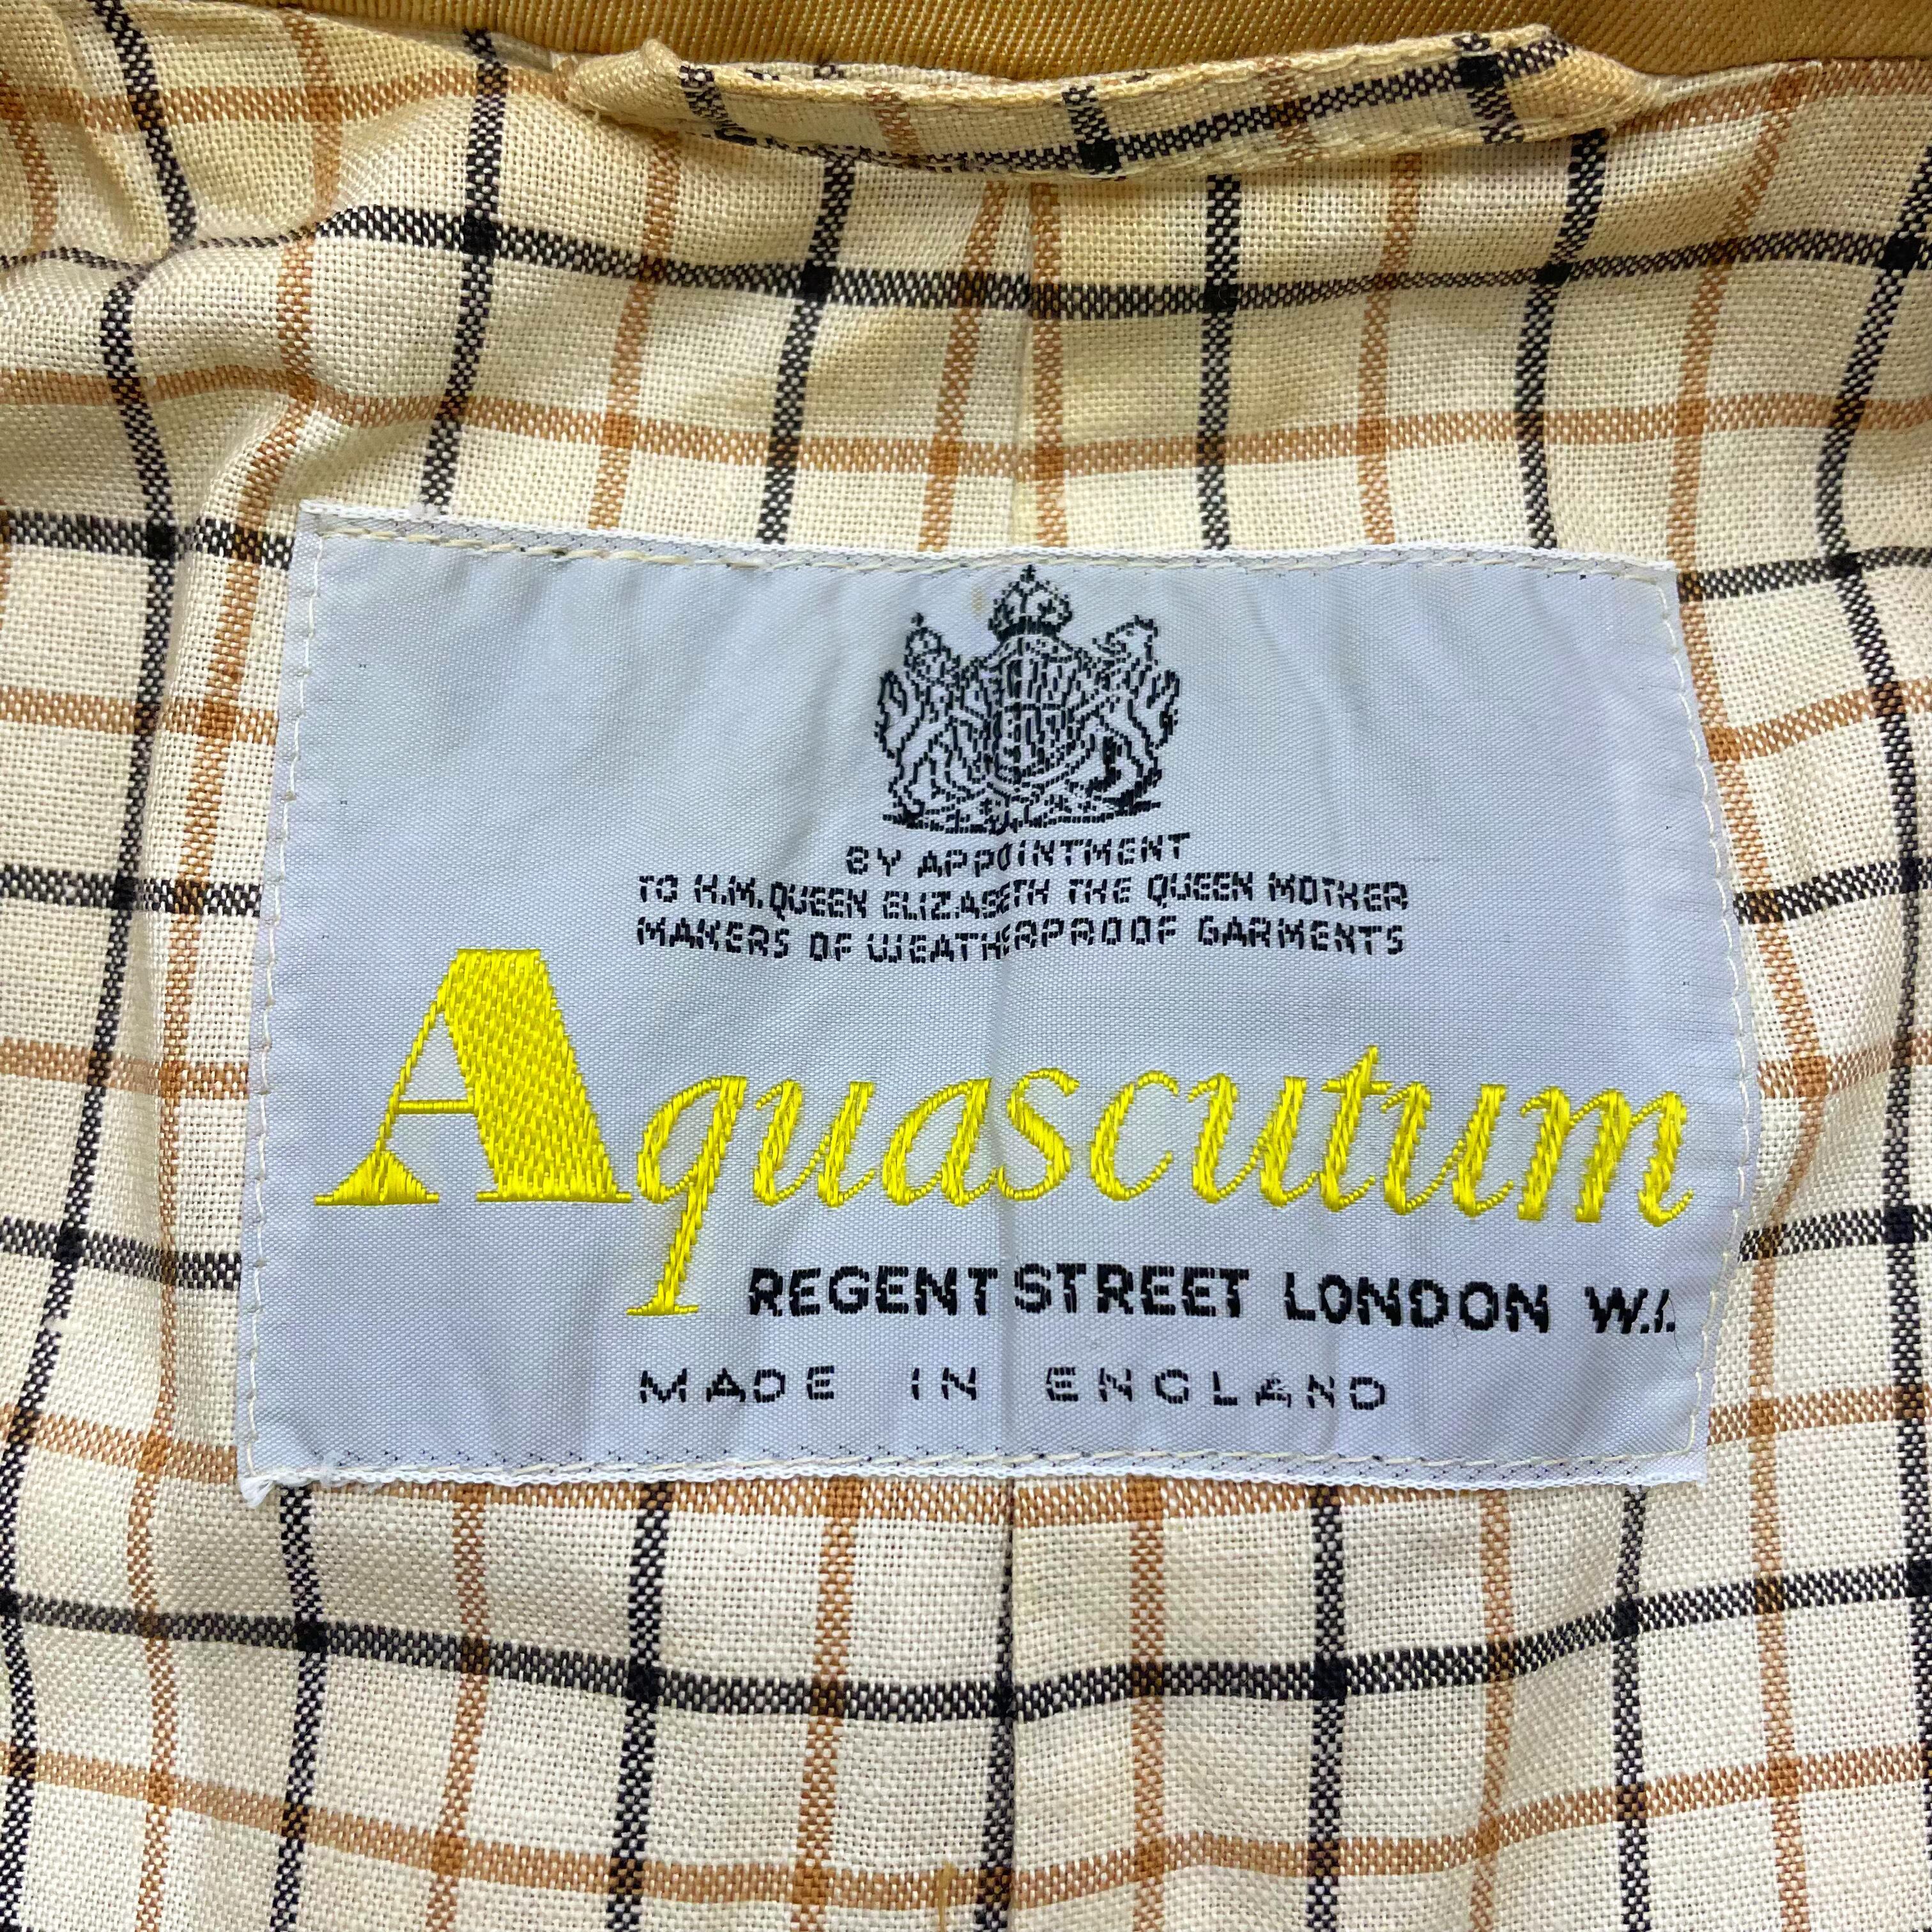 BY APPOINTMENT
TO H.M. QUEEN ELIZABETH THE QUEEN MOTHER
MAKERS OF WEATHERPROOF GARMENTS
Aquascutum
REGENT STREET LONDON W.1.
MADE IN ENGLAND